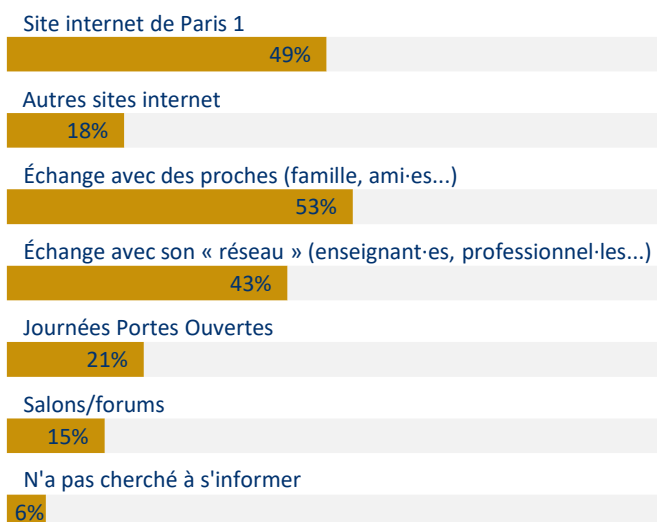 Site internet de Paris 1
49%
Autres sites internet
18%
Échange avec des proches (famille, ami·es...)
53%
Échange avec son « réseau » (enseignant·es, professionnel·les...)
43%
Journées Portes Ouvertes
21%
Salons/forums
15%
N'a pas cherché à s'informer
6%